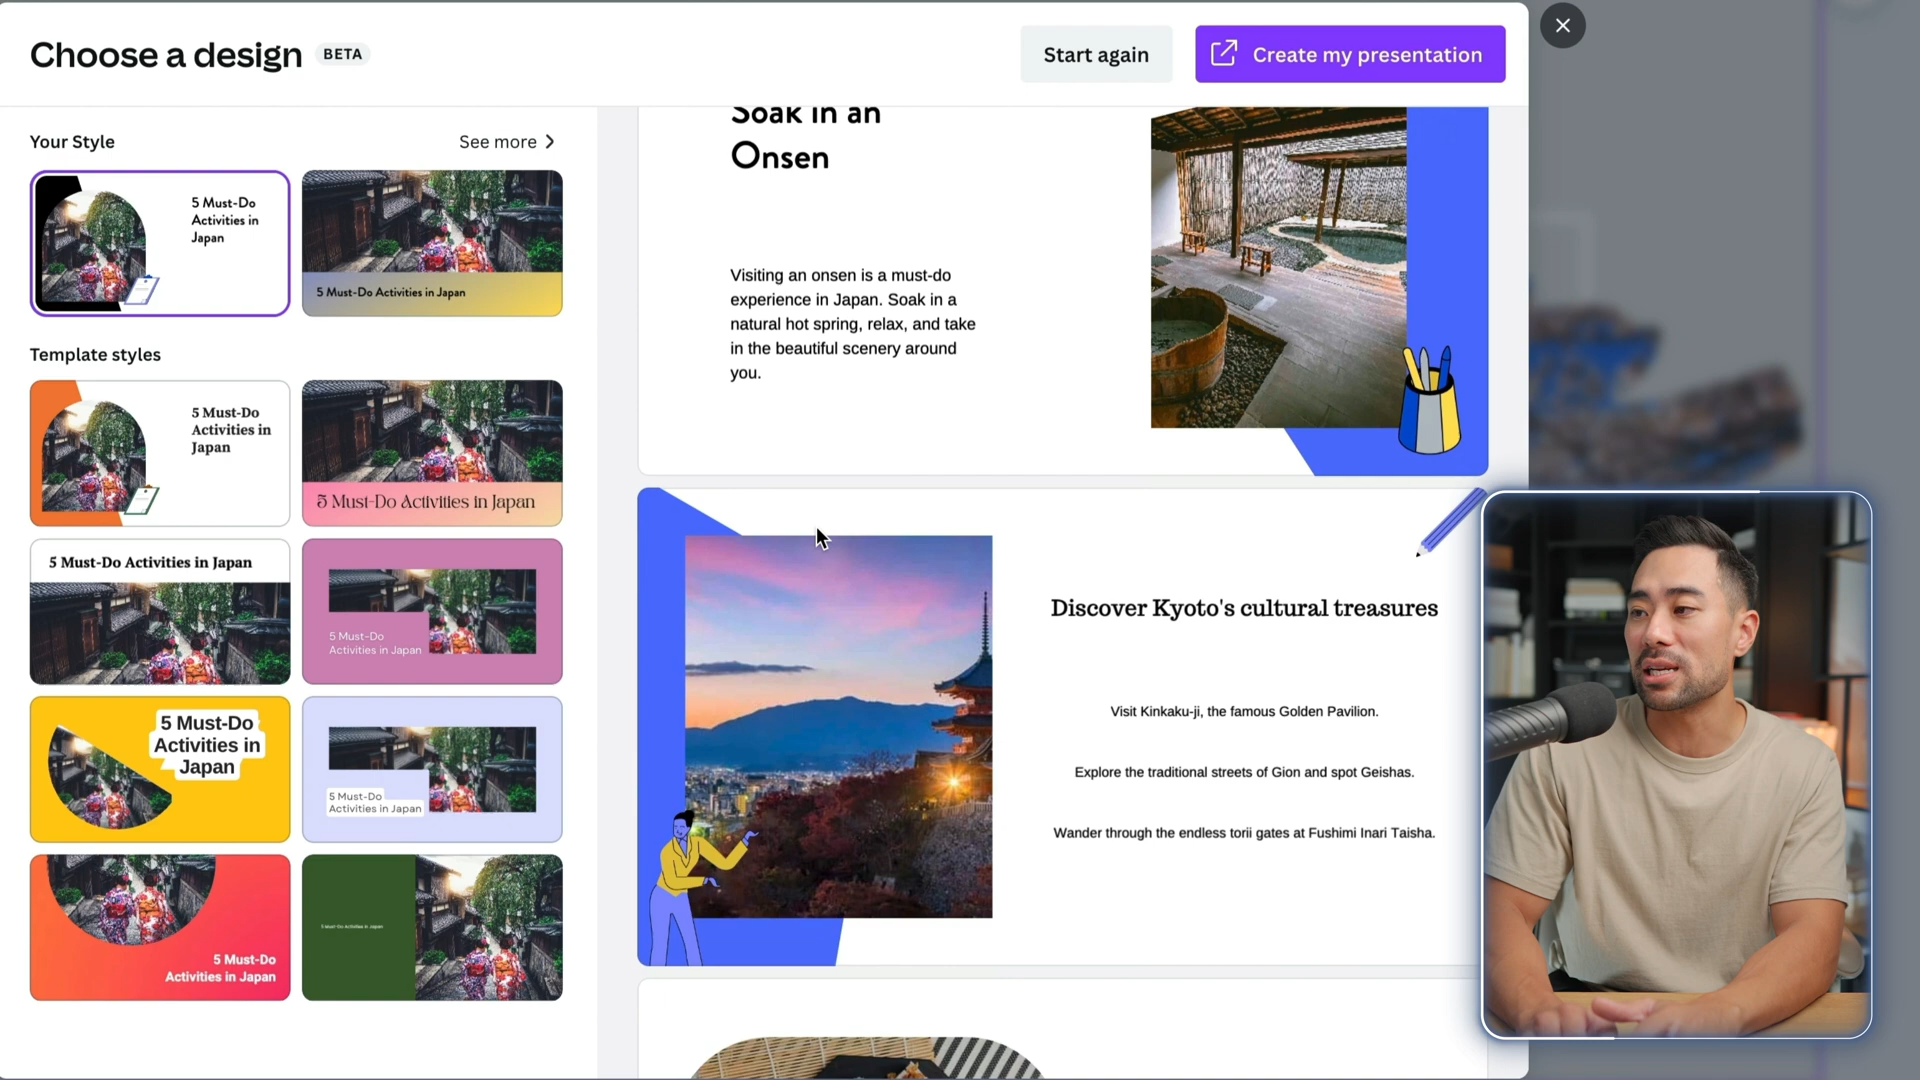 Choose a design BETA
Start again
Create my presentation
Your Style
See more
5 Must-Do
Activities in
Japan
5 Must-Do Activities in Japan
Template styles
5 Must-Do
Activities in
Japan
5 Must-Do Activities in Japan
5 Must-Do Activities in Japan
5 Must-Do
Activities in Japan
5 Must-Do
Activities in
Japan
5 Must-Do
Activities in Japan
5 Must-Do
Activities in Japan
5 Must-Do Activities in Japan
Soak in an
Onsen
Visiting an onsen is a must-do
experience in Japan. Soak in a
natural hot spring, relax, and take
in the beautiful scenery around
you.
Discover Kyoto's cultural treasures
Visit Kinkaku-ji, the famous Golden Pavilion.
Explore the traditional streets of Gion and spot Geishas.
Wander through the endless torii gates at Fushimi Inari Taisha.